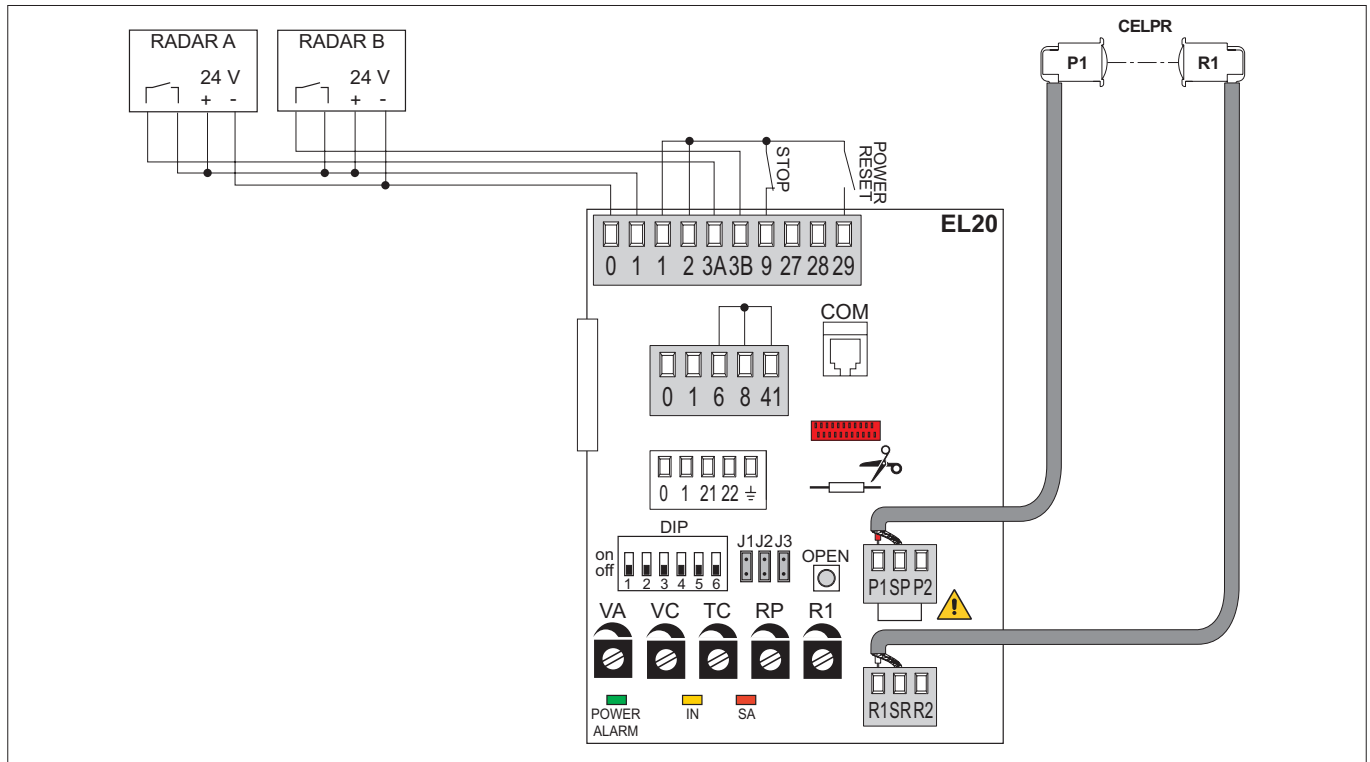 CELPR
P1
R1
RADAR A
24 V
+ -
RADAR B
24 V
+ -
STOP
POWER
RESET
EL20
0 1 1 2 3A 3B 9 27 28 29
COM
0 1 6 8 41
0 1 21 22
DIP
on
off
1 2 3 4 5 6
J1 J2 J3
OPEN
P1 SP P2
VA VC TC RP R1
R1 SR R2
POWER
ALARM
IN
SA